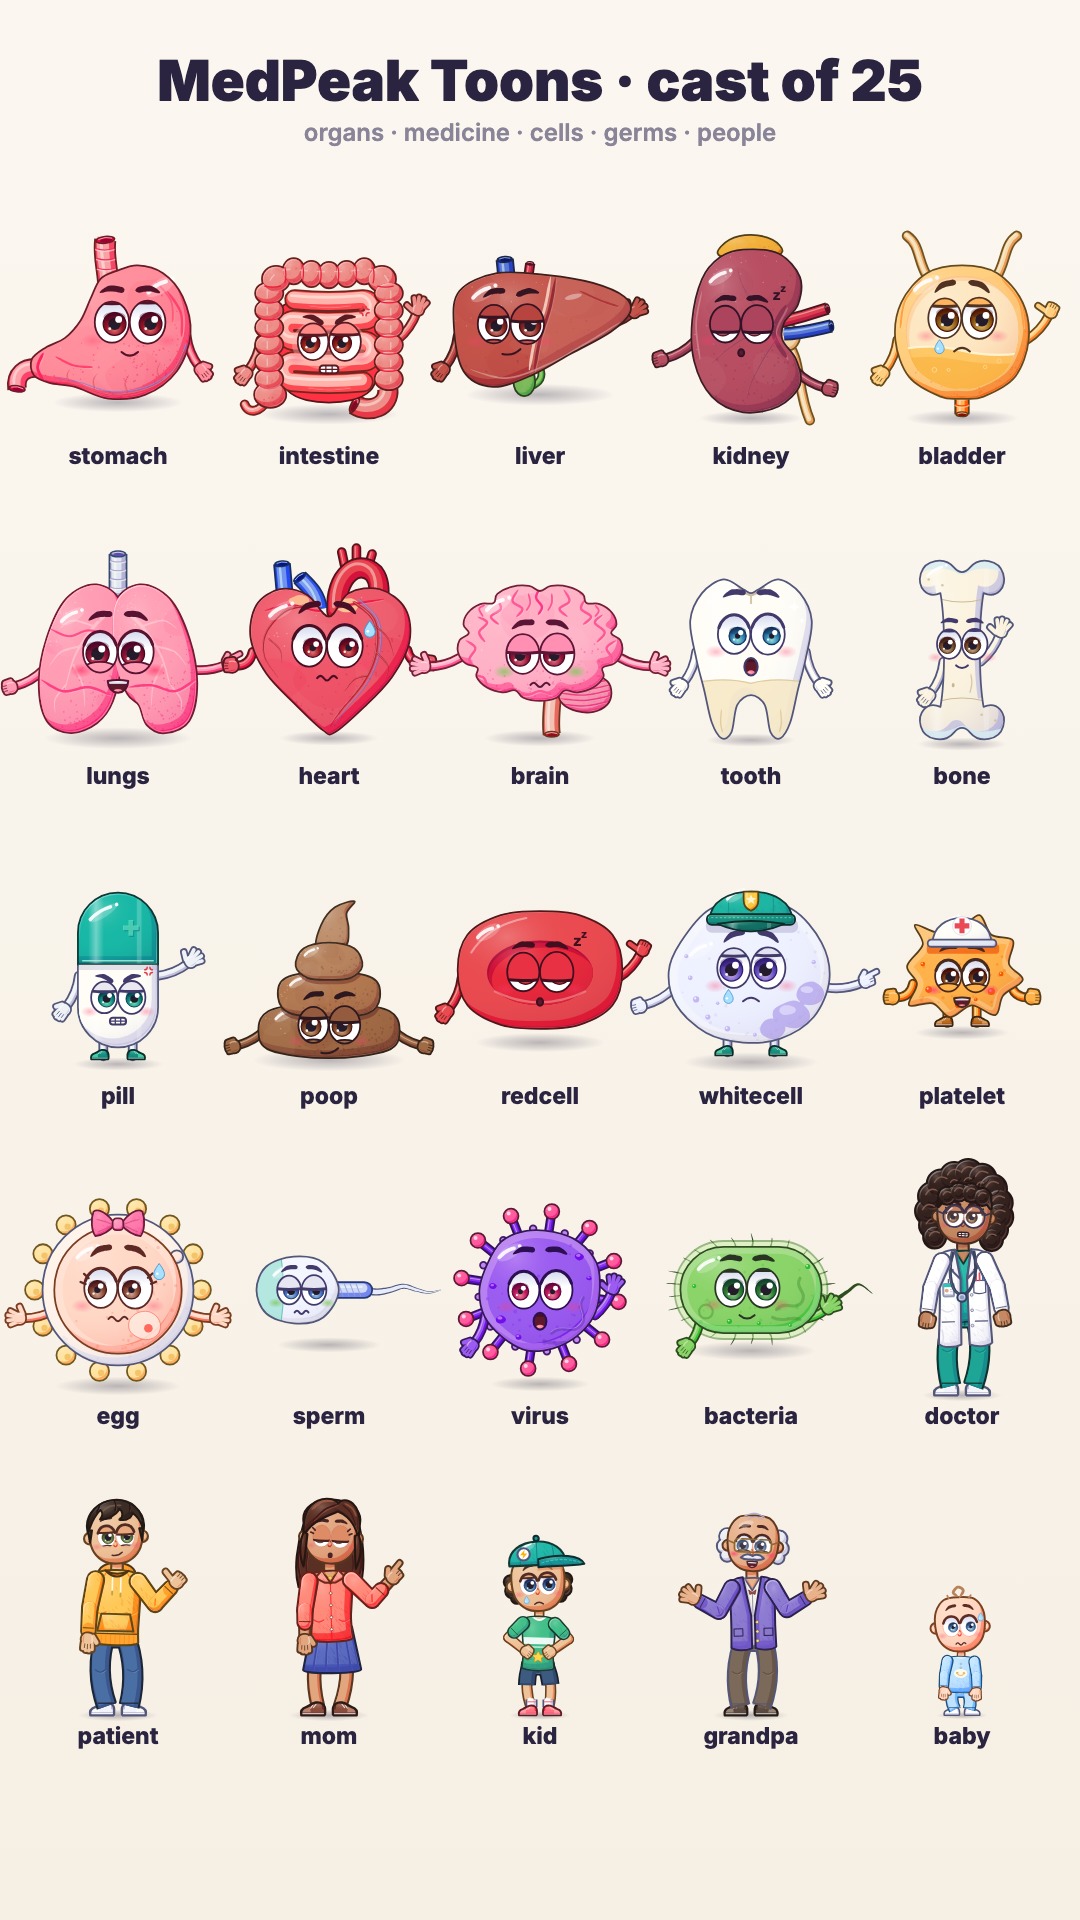 MedPeak Toons · cast of 25
organs · medicine · cells · germs · people
z z
stomach intestine liver kidney bladder
lungs heart brain tooth bone
z z
pill poop redcell whitecell platelet
egg sperm virus bacteria doctor
patient mom kid grandpa baby